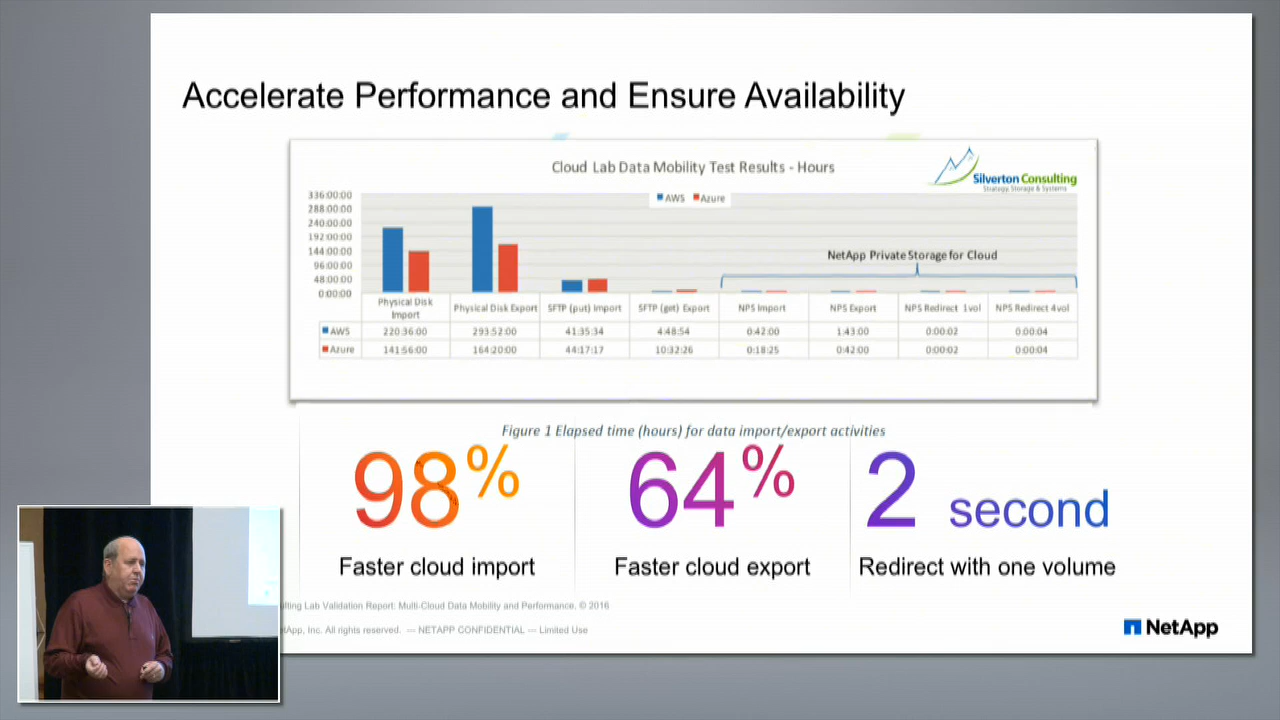 Accelerate Performance and Ensure Availability
Cloud Lab Data Mobility Test Results - Hours
Silverton Consulting
Strategy, Storage & Systems
AWS Azure
336:00:00
288:00:00
240:00:00
192:00:00
144:00:00
96:00:00
48:00:00
0:00:00
NetApp Private Storage for Cloud
Physical Disk Import Physical Disk Export SFTP (put) Import SFTP (get) Export NPS Import NPS Export NPS Redirect 1vol NPS Redirect 4vol
AWS 220:36:00 293:52:00 41:35:34 4:48:54 0:42:00 1:43:00 0:00:02 0:00:04
Azure 141:56:00 164:20:00 44:17:17 10:32:26 0:18:25 0:42:00 0:00:02 0:00:04
Figure 1 Elapsed time (hours) for data import/export activities
98% 64% 2 second
Faster cloud import Faster cloud export Redirect with one volume
ulting Lab Validation Report: Multi-Cloud Data Mobility and Performance. © 2016
etApp, Inc. All rights reserved. --- NETAPP CONFIDENTIAL --- Limited Use
NetApp